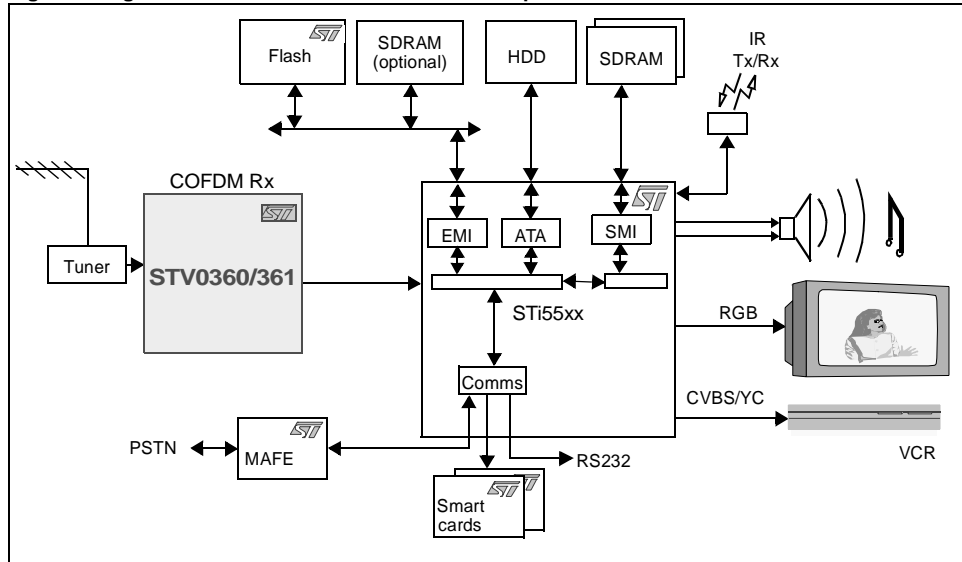 Flash
SDRAM
(optional)
HDD
SDRAM
IR
Tx/Rx
COFDM Rx
STV0360/361
Tuner
EMI
ATA
SMI
STi55xx
RGB
Comms
CVBS/YC
VCR
PSTN
MAFE
RS232
Smart
cards